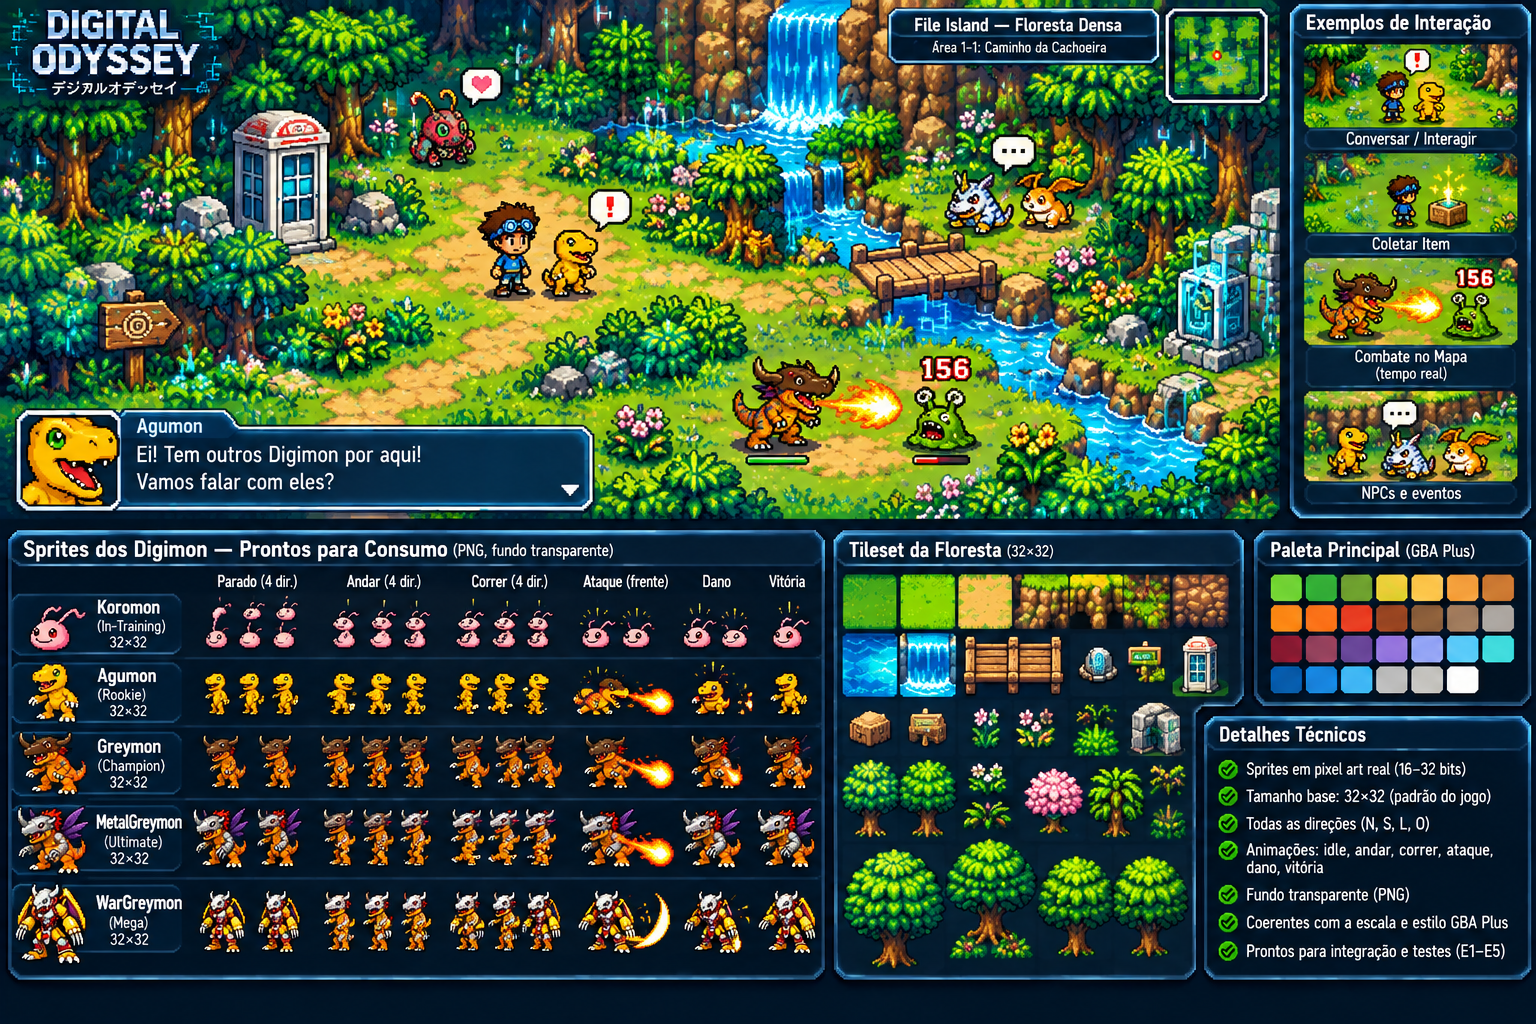 DIGITAL
ODYSSEY
デジタルオデッセイ
File Island — Floresta Densa
Área 1-1: Caminho da Cachoeira
156
Agumon
Ei! Tem outros Digimon por aqui!
Vamos falar com eles?
Exemplos de Interação
Conversar / Interagir
Coletar Item
156
Combate no Mapa
(tempo real)
NPCs e eventos
Sprites dos Digimon — Prontos para Consumo (PNG, fundo transparente)
Parado (4 dir.) Andar (4 dir.) Correr (4 dir.) Ataque (frente) Dano Vitória
Koromon
(In-Training)
32×32
Agumon
(Rookie)
32×32
Greymon
(Champion)
32×32
MetalGreymon
(Ultimate)
32×32
WarGreymon
(Mega)
32×32
Tileset da Floresta (32×32)
Paleta Principal (GBA Plus)
Detalhes Técnicos
Sprites em pixel art real (16–32 bits)
Tamanho base: 32×32 (padrão do jogo)
Todas as direções (N, S, L, O)
Animações: idle, andar, correr, ataque,
dano, vitória
Fundo transparente (PNG)
Coerentes com a escala e estilo GBA Plus
Prontos para integração e testes (E1–E5)